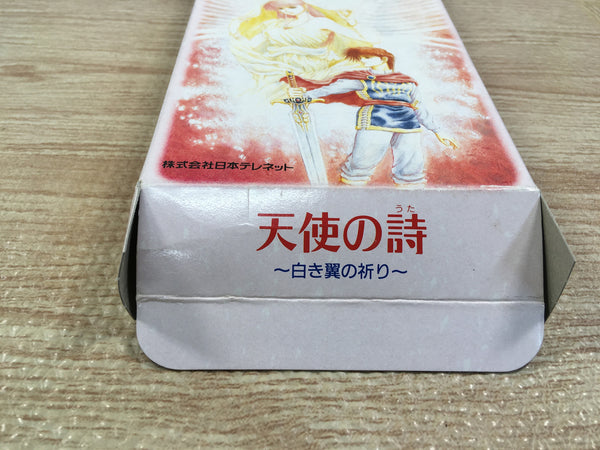 株式会社日本テレネット
うた
天使の詩
～白き翼の祈り～